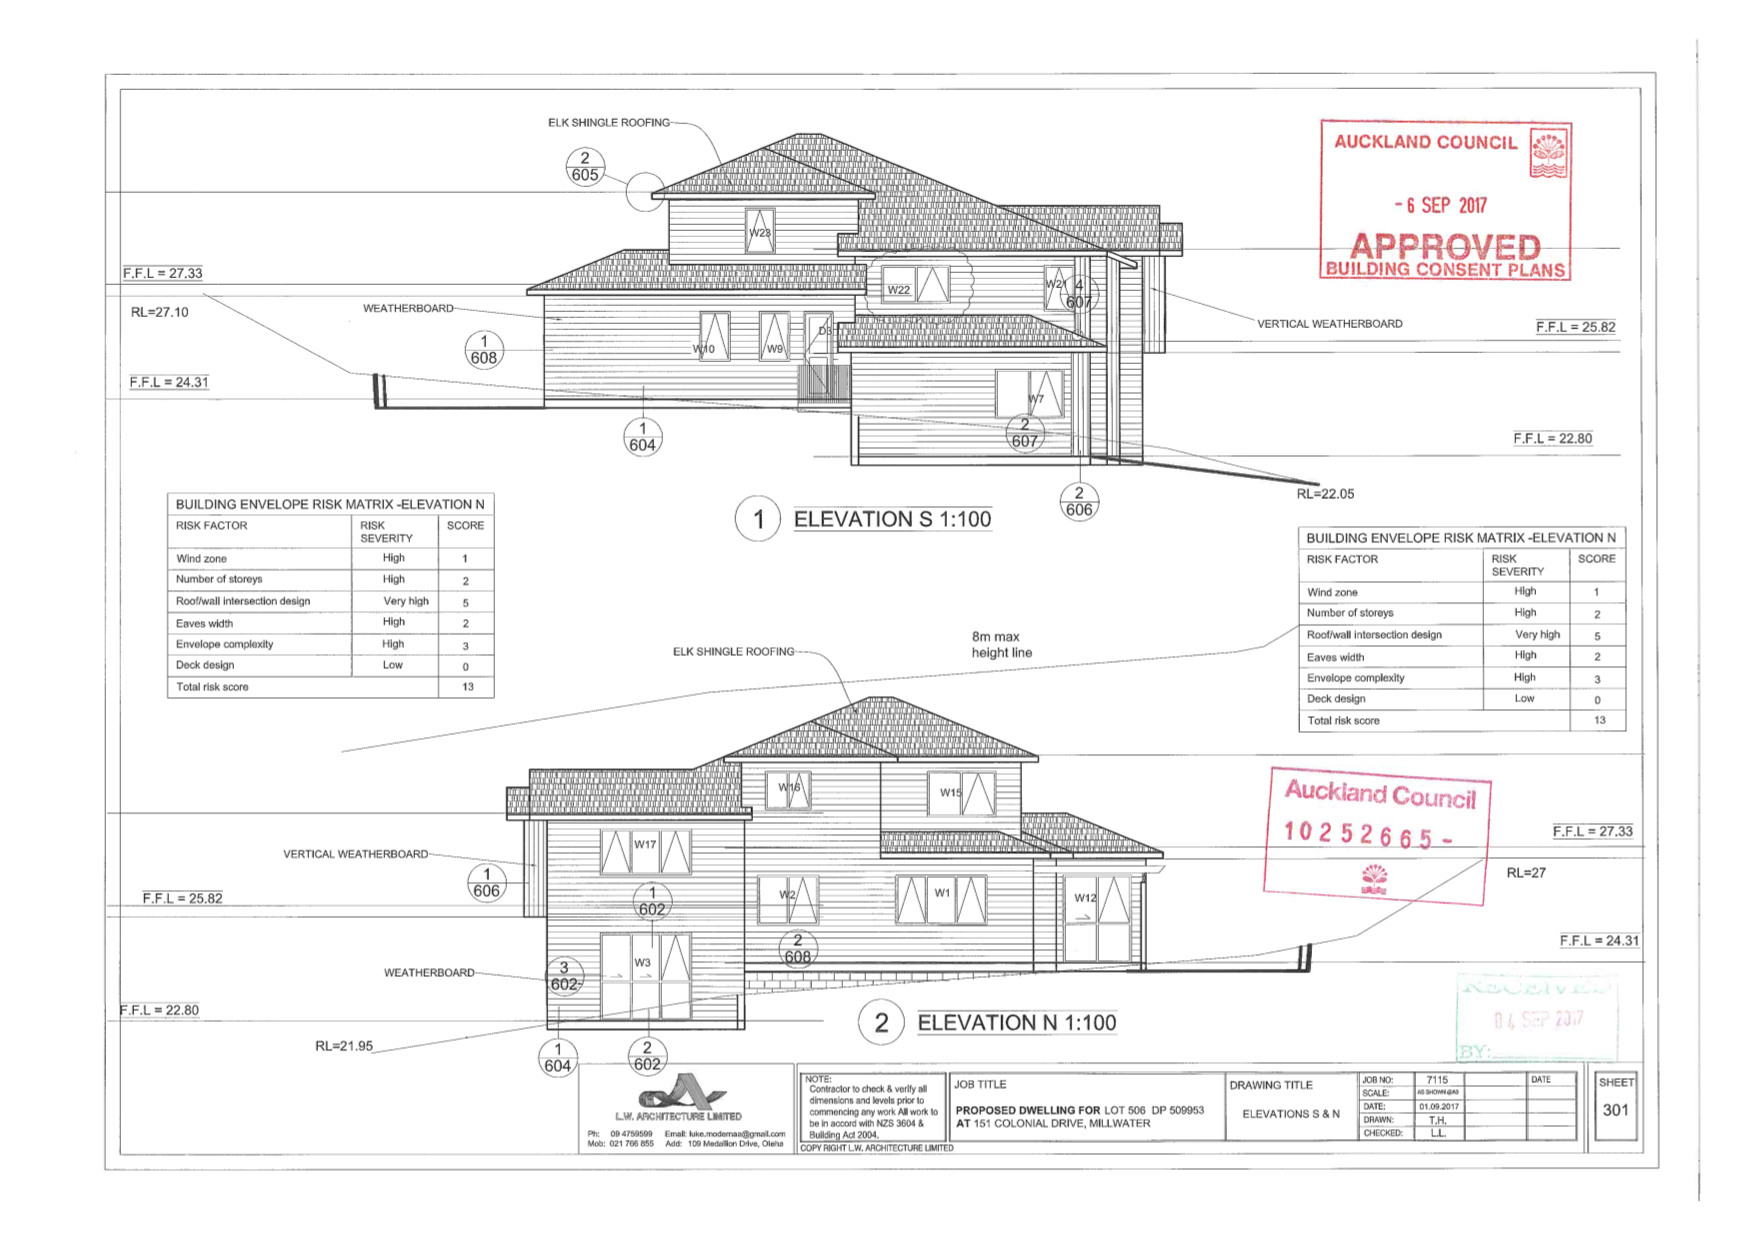 ELK SHINGLE ROOFING
2
605
AUCKLAND COUNCIL
- 6 SEP 2017
APPROVED
BUILDING CONSENT PLANS
W23
F.F.L = 27.33
RL=27.10
WEATHERBOARD
W22
W21
4
607
VERTICAL WEATHERBOARD
F.F.L = 25.82
1
608
W10
W9
D3
F.F.L = 24.31
W7
2
607
1
604
F.F.L = 22.80
RL=22.05
2
606
1
ELEVATION S 1:100
BUILDING ENVELOPE RISK MATRIX -ELEVATION N
RISK FACTOR RISK SEVERITY SCORE
Wind zone High 1
Number of storeys High 2
Roof/wall intersection design Very high 5
Eaves width High 2
Envelope complexity High 3
Deck design Low 0
Total risk score 13
BUILDING ENVELOPE RISK MATRIX -ELEVATION N
RISK FACTOR RISK SEVERITY SCORE
Wind zone High 1
Number of storeys High 2
Roof/wall intersection design Very high 5
Eaves width High 2
Envelope complexity High 3
Deck design Low 0
Total risk score 13
8m max
height line
ELK SHINGLE ROOFING
W16
W15
Auckland Council
10252665-
F.F.L = 27.33
RL=27
VERTICAL WEATHERBOARD
W17
1
606
1
602
W2
W1
W12
F.F.L = 25.82
2
608
F.F.L = 24.31
WEATHERBOARD
3
602
W3
F.F.L = 22.80
RL=21.95
1
604
2
602
2
ELEVATION N 1:100
RECEIVED
04 SEP 2017
BY:
L.W. ARCHITECTURE LIMITED
Ph: 09 4759599 Email: luke.modernaa@gmail.com
Mob: 021 766 855 Add: 109 Medallion Drive, Oteha
NOTE:
Contractor to check & verify all
dimensions and levels prior to
commencing any work All work to
be in accord with NZS 3604 &
Building Act 2004.
COPY RIGHT L.W. ARCHITECTURE LIMITED
JOB TITLE
PROPOSED DWELLING FOR LOT 506 DP 509953
AT 151 COLONIAL DRIVE, MILLWATER
DRAWING TITLE
ELEVATIONS S & N
JOB NO: 7115 DATE
SCALE: AS SHOWN@A3
DATE: 01.09.2017
DRAWN: T.H.
CHECKED: L.L.
SHEET
301